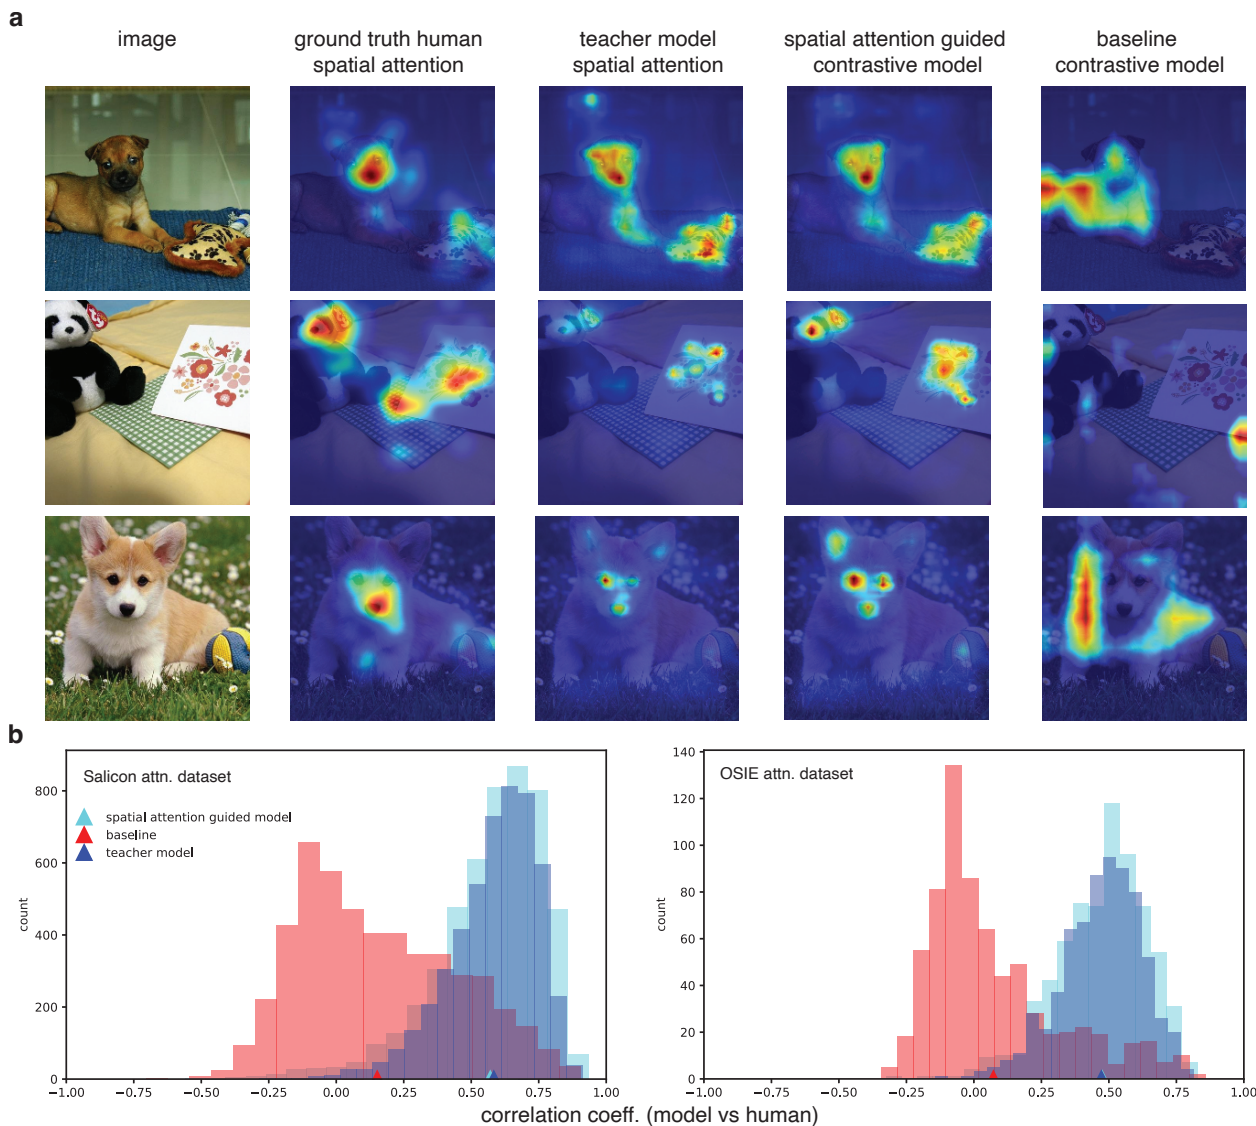 a
image
ground truth human
spatial attention
teacher model
spatial attention
spatial attention guided
contrastive model
baseline
contrastive model
b
Salicon attn. dataset
spatial attention guided model
baseline
teacher model
count
800
600
400
200
0
−1.00 −0.75 −0.50 −0.25 0.00 0.25 0.50 0.75 1.00
OSIE attn. dataset
count
140
120
100
80
60
40
20
0
−1.00 −0.75 −0.50 −0.25 0.00 0.25 0.50 0.75 1.00
correlation coeff. (model vs human)